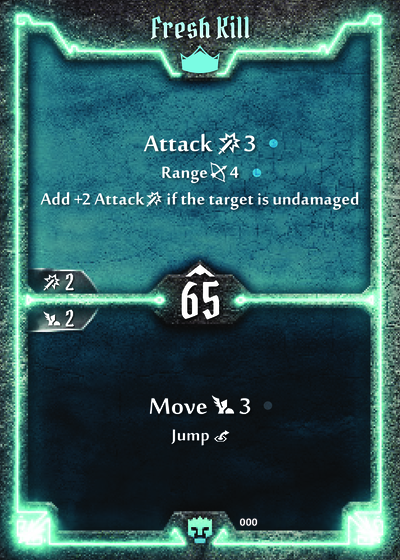 Fresh Kill
Attack 3
Range 4
Add +2 Attack if the target is undamaged
2
65
2
Move 3
Jump
000